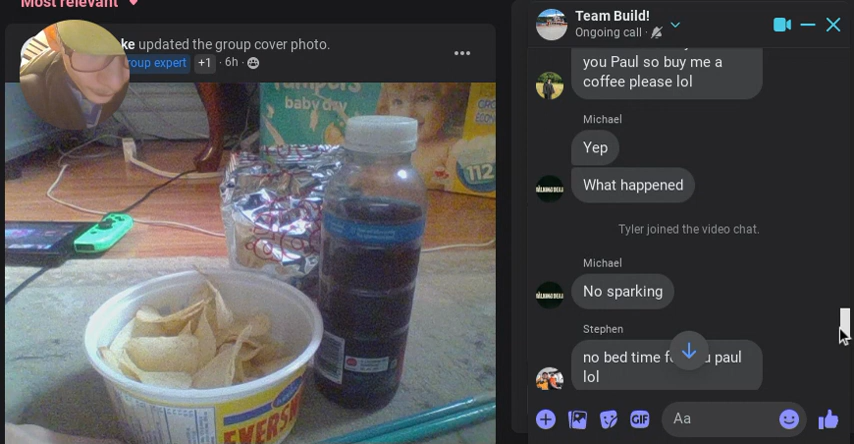 Most relevant
ke updated the group cover photo.
roup expert +1 · 6h ·
baby dry
112
EVERS
Team Build!
Ongoing call ·
you Paul so buy me a
coffee please lol
Michael
Yep
What happened
Tyler joined the video chat.
Michael
No sparking
Stephen
no bed time f u paul
lol
GIF
Aa